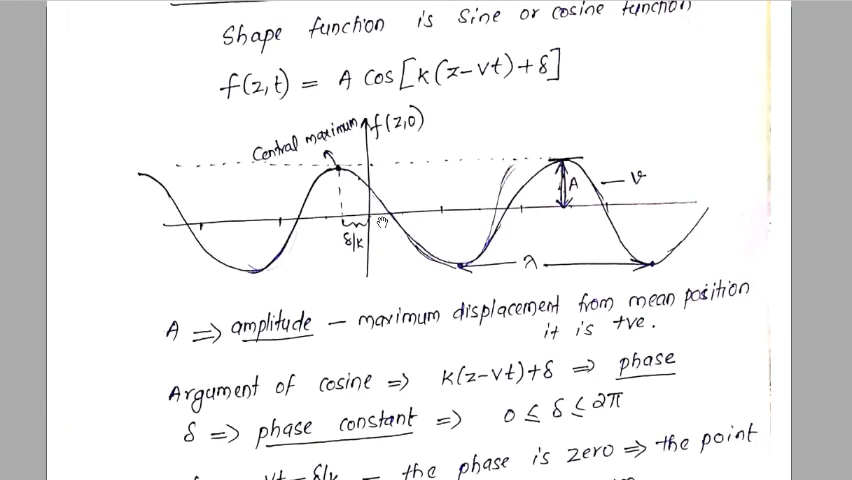 Shape function is sine or cosine function
f(z,t) = A cos[k(z-vt)+δ]
Central maximum
f(z,0)
A
v
δ/k
λ
A ⇒ amplitude - maximum displacement from mean position
it is +ve.
Argument of cosine ⇒ k(z-vt)+δ ⇒ phase
δ ⇒ phase constant ⇒ 0 ≤ δ ≤ 2π
vt - δ/k - the phase is zero ⇒ the point